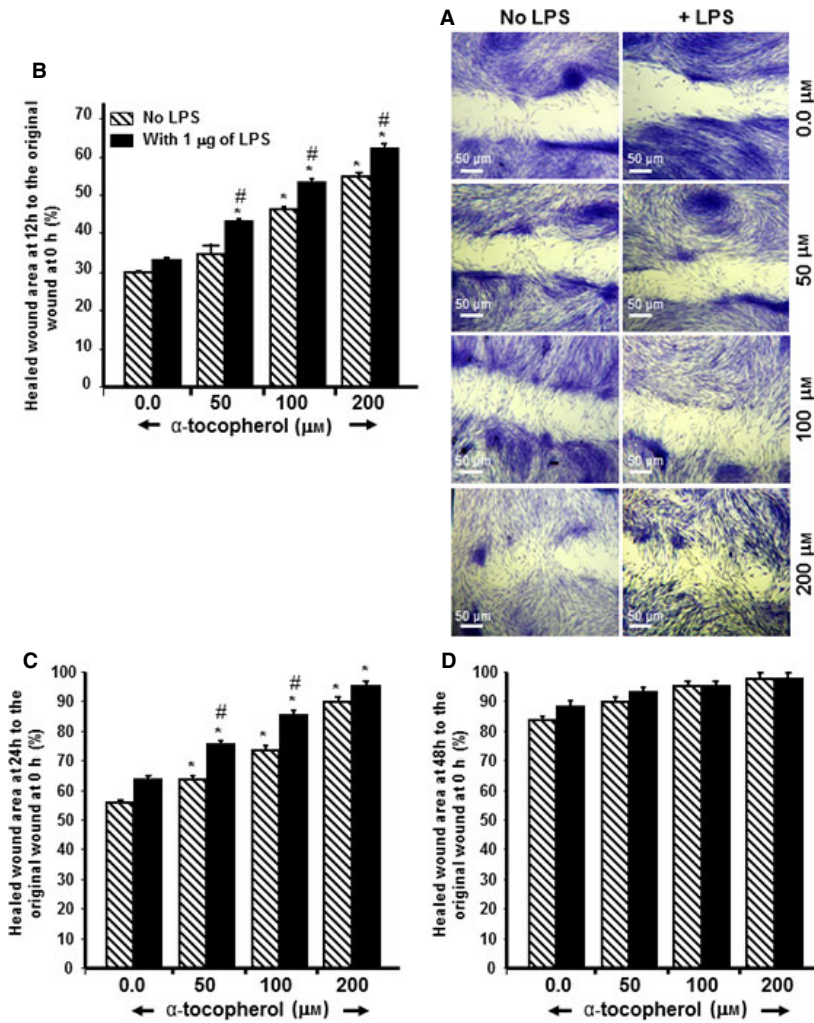 A
No LPS
+ LPS
50 µm
50 µm
0.0 µM
50 µm
50 µm
50 µM
50 µm
50 µm
100 µM
50 µm
50 µm
200 µM
B
Healed wound area at 12h to the original
wound at 0 h (%)
70
60
50
40
30
20
10
0
No LPS
With 1 µg of LPS
#
*
*
#
*
*
#
*
0.0
50
100
200
← α-tocopherol (µM) →
C
Healed wound area at 24h to the
original wound at 0 h (%)
100
90
80
70
60
50
40
30
20
10
0
*
#
*
*
#
*
*
*
0.0
50
100
200
← α-tocopherol (µM) →
D
Healed wound area at 48h to the
original wound at 0 h (%)
100
90
80
70
60
50
40
30
20
10
0
0.0
50
100
200
← α-tocopherol (µM) →